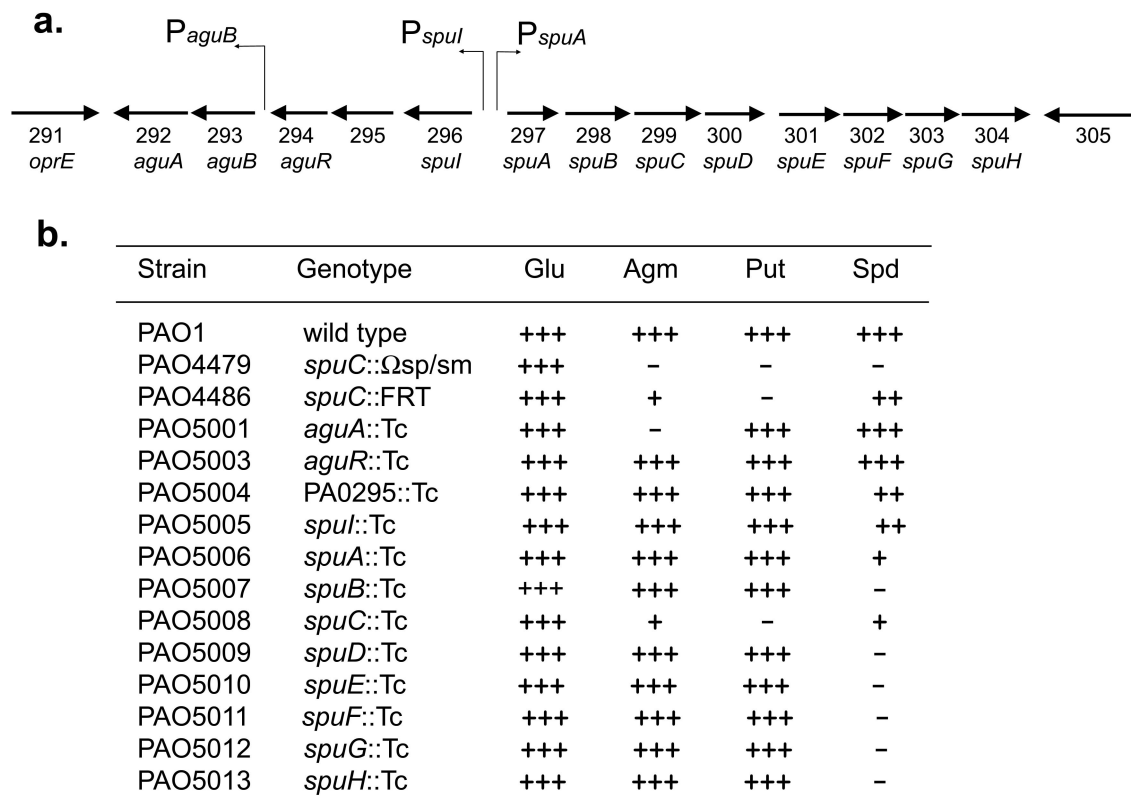 a.
PaguB PspuI PspuA
291 292 293 294 295 296 297 298 299 300 301 302 303 304 305
oprE aguA aguB aguR spuI spuA spuB spuC spuD spuE spuF spuG spuH
b.
Strain Genotype Glu Agm Put Spd
PAO1 wild type +++ +++ +++ +++
PAO4479 spuC::Ωsp/sm +++ – – –
PAO4486 spuC::FRT +++ + – ++
PAO5001 aguA::Tc +++ – +++ +++
PAO5003 aguR::Tc +++ +++ +++ +++
PAO5004 PA0295::Tc +++ +++ +++ ++
PAO5005 spuI::Tc +++ +++ +++ ++
PAO5006 spuA::Tc +++ +++ +++ +
PAO5007 spuB::Tc +++ +++ +++ –
PAO5008 spuC::Tc +++ + – +
PAO5009 spuD::Tc +++ +++ +++ –
PAO5010 spuE::Tc +++ +++ +++ –
PAO5011 spuF::Tc +++ +++ +++ –
PAO5012 spuG::Tc +++ +++ +++ –
PAO5013 spuH::Tc +++ +++ +++ –